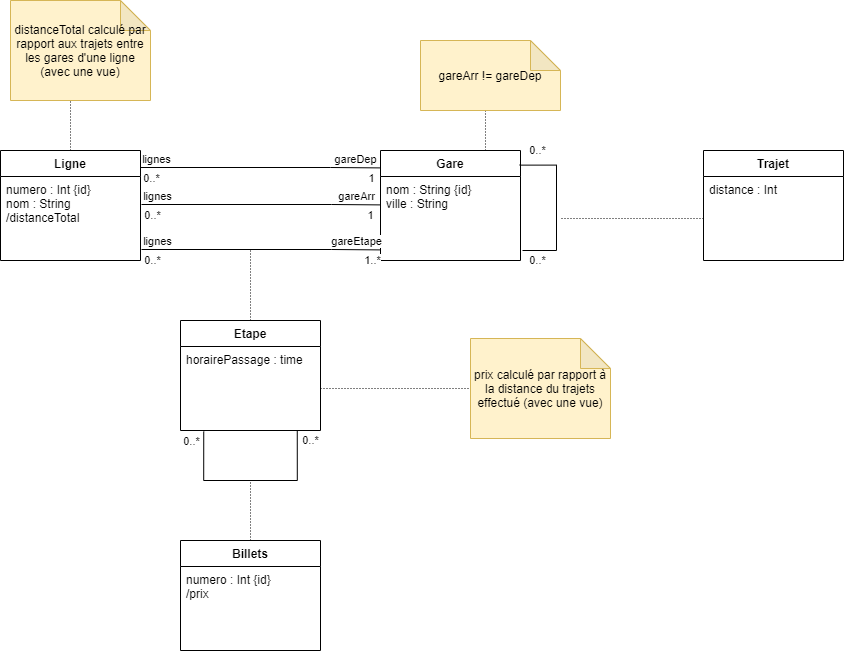 distanceTotal calculé par
rapport aux trajets entre
les gares d'une ligne
(avec une vue)
gareArr != gareDep
Ligne
numero : Int {id}
nom : String
/distanceTotal
lignes
gareDep
0..*
1
lignes
gareArr
0..*
1
lignes
gareEtape
0..*
1..*
Gare
nom : String {id}
ville : String
0..*
0..*
Trajet
distance : Int
Etape
horairePassage : time
0..*
0..*
prix calculé par rapport à
la distance du trajets
effectué (avec une vue)
Billets
numero : Int {id}
/prix